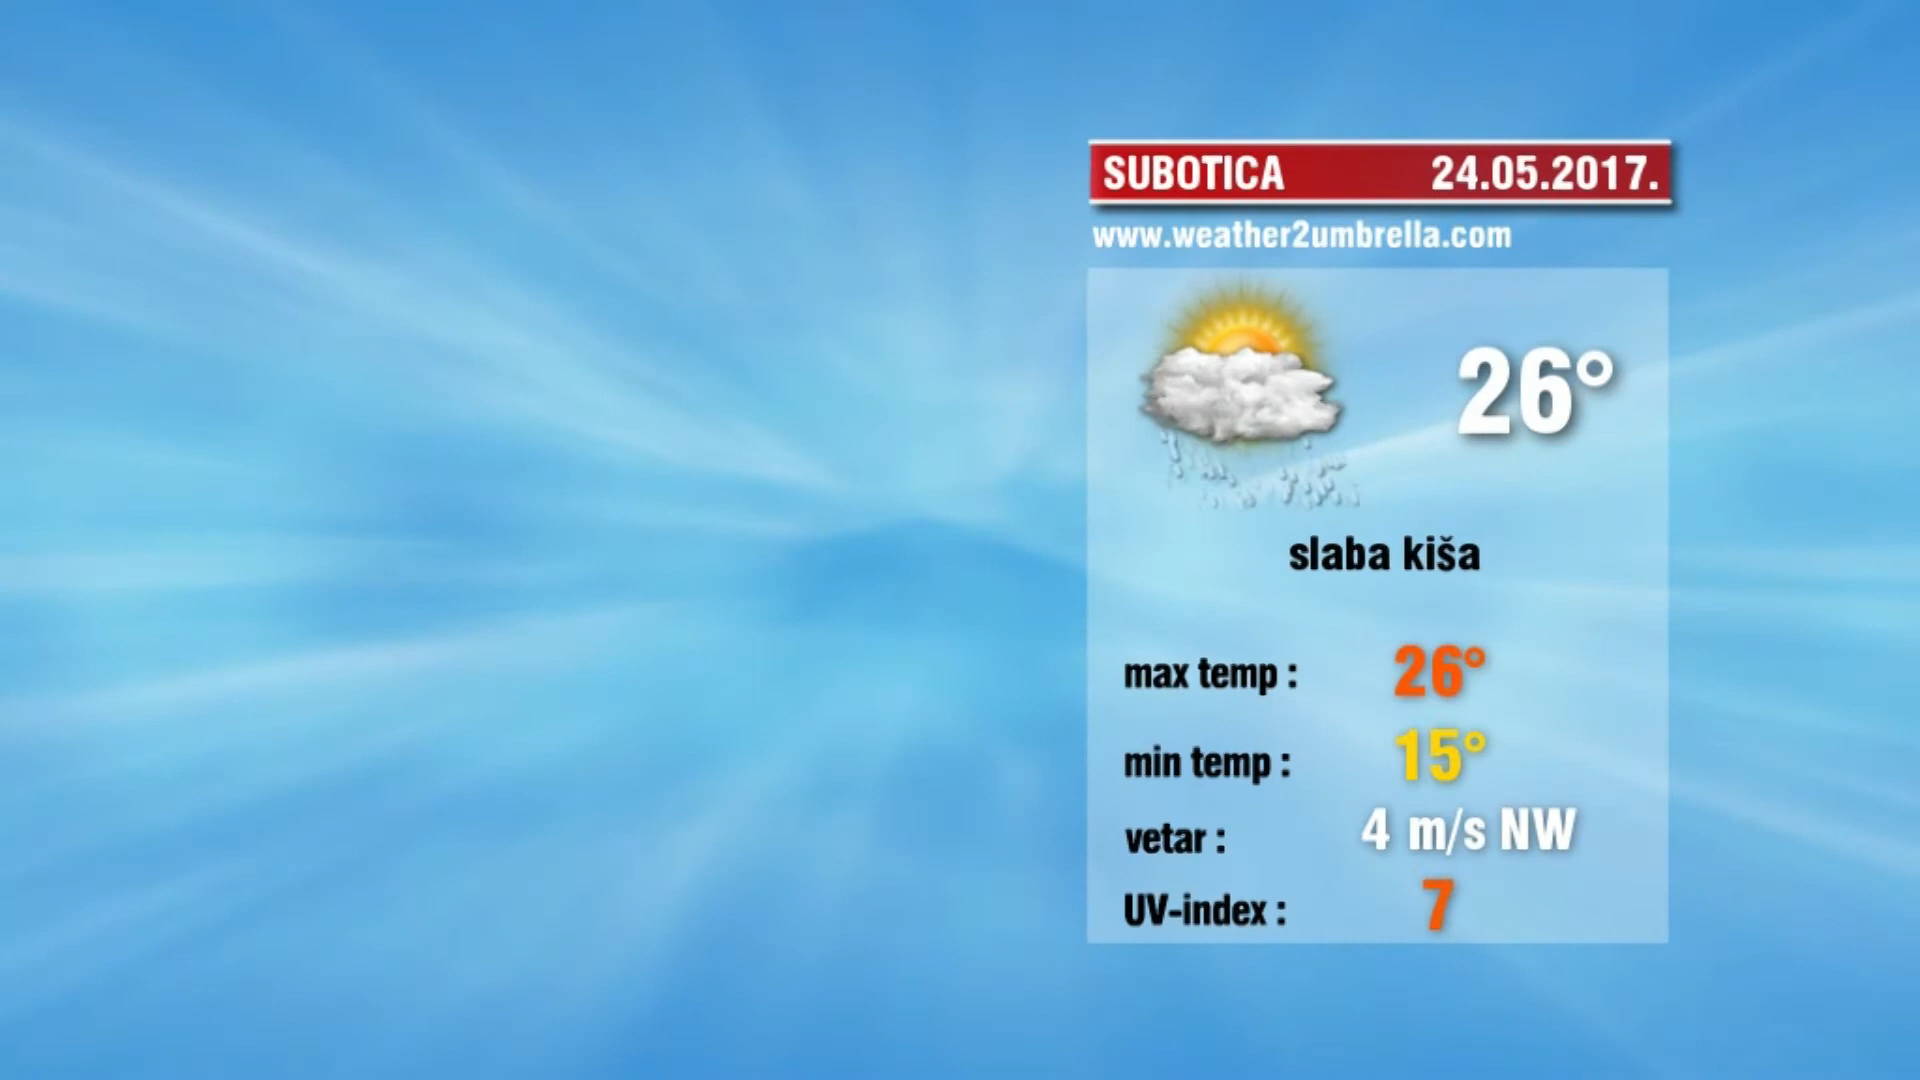 SUBOTICA 24.05.2017.
www.weather2umbrella.com
26°
slaba kiša
max temp : 26°
min temp : 15°
vetar : 4 m/s NW
UV-index : 7